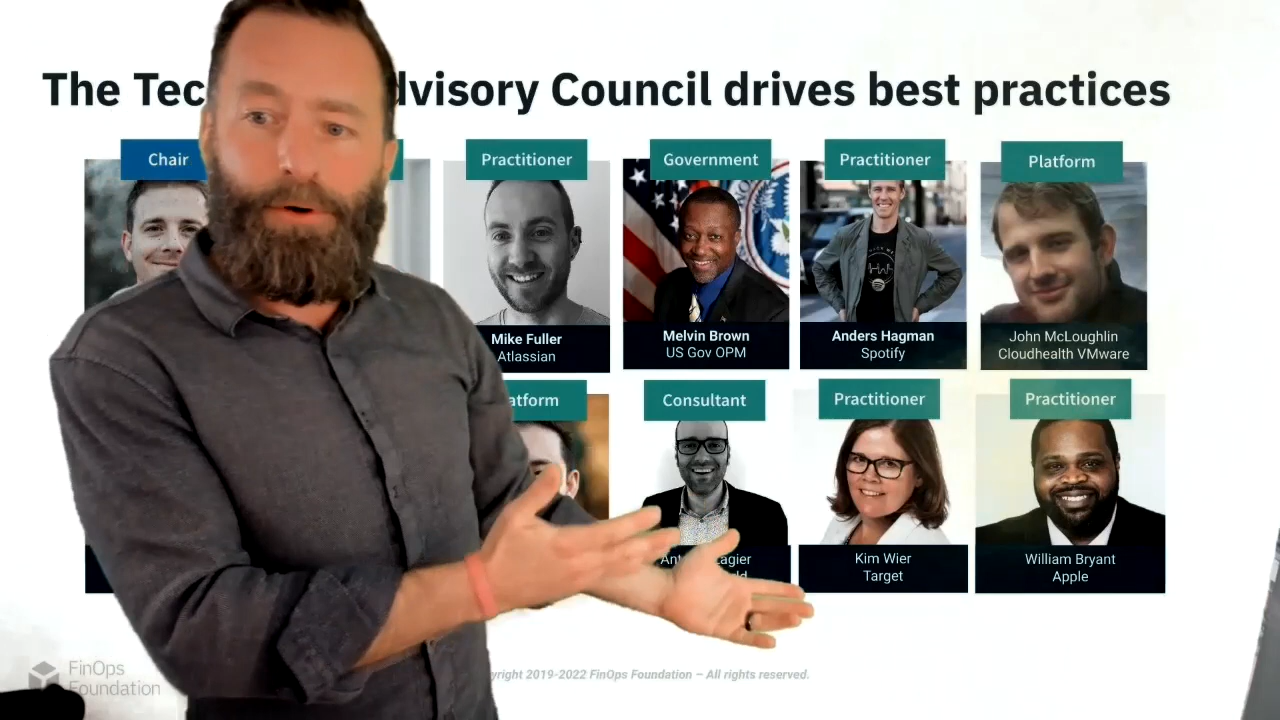 The Tec dvisory Council drives best practices
Chair
Practitioner
Government
Practitioner
Platform
Mike Fuller
Atlassian
Melvin Brown
US Gov OPM
Anders Hagman
Spotify
John McLoughlin
Cloudhealth VMware
atform
Consultant
Practitioner
Practitioner
Kim Wier
Target
William Bryant
Apple
FinOps
Foundation
yright 2019-2022 FinOps Foundation – All rights reserved.